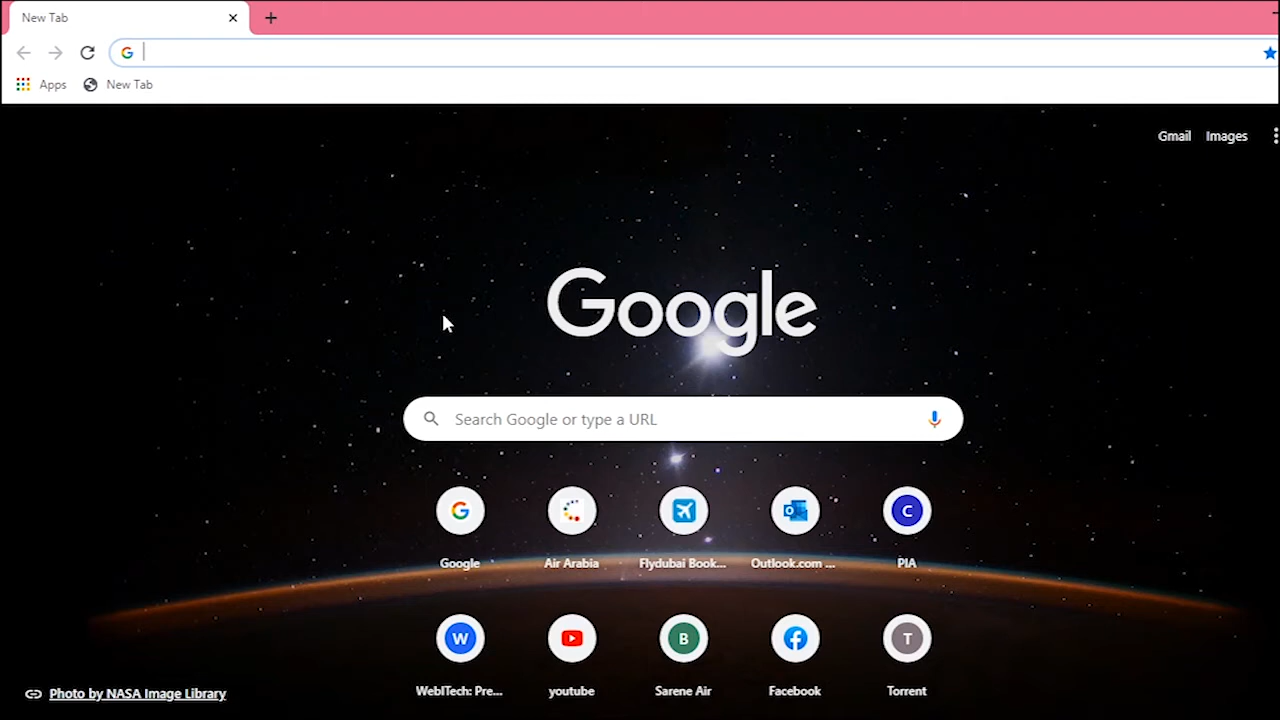 New Tab
Apps
New Tab
Gmail
Images
Google
Search Google or type a URL
Google
Air Arabia
Flydubai Book...
Outlook.com ...
C
PIA
W
WebITech: Pre...
youtube
B
Sarene Air
Facebook
T
Torrent
Photo by NASA Image Library